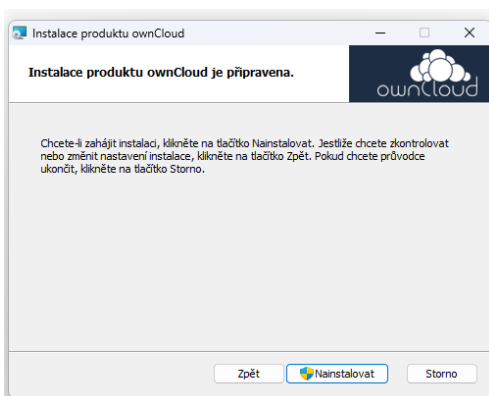 Instalace produktu ownCloud
Instalace produktu ownCloud je připravena.
ownCloud
Chcete-li zahájit instalaci, klikněte na tlačítko Nainstalovat. Jestliže chcete zkontrolovat
nebo změnit nastavení instalace, klikněte na tlačítko Zpět. Pokud chcete průvodce
ukončit, klikněte na tlačítko Storno.
Zpět Nainstalovat Storno